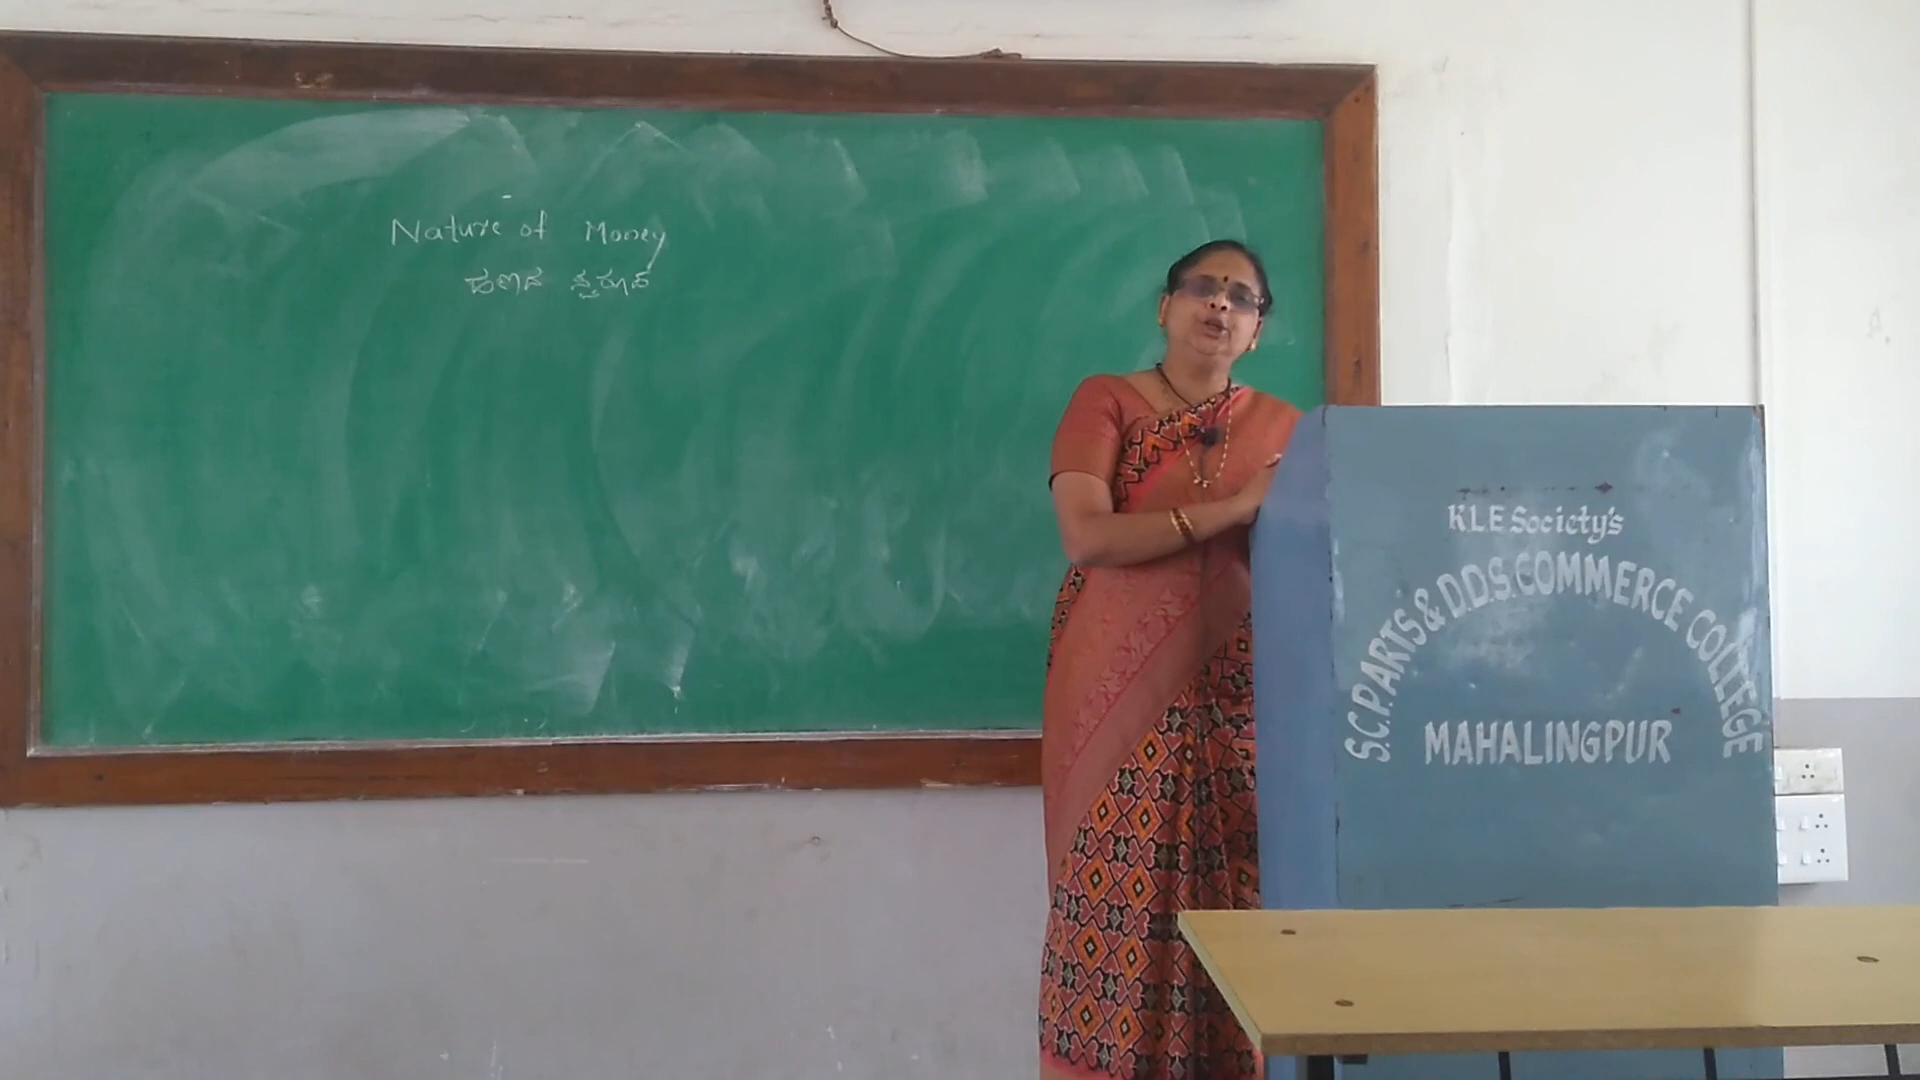 Nature of Money
ಹಣದ ಸ್ವರೂಪ
KLE Society's
S.C.P. ARTS & D.D.S. COMMERCE COLLEGE
MAHALINGPUR